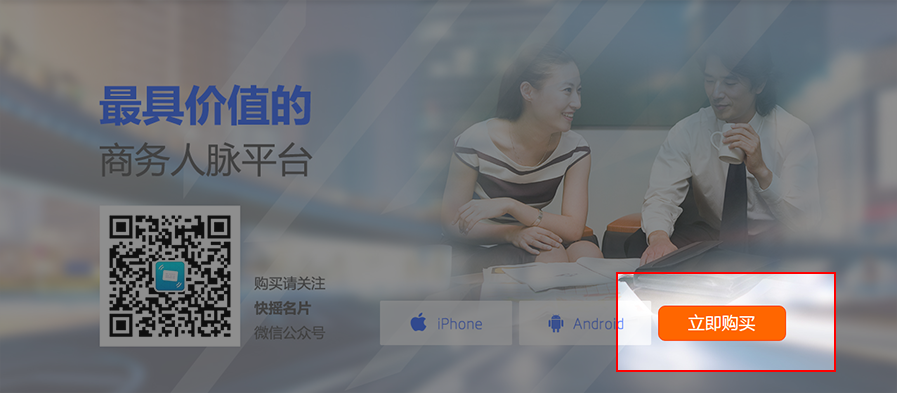 最具价值的
商务人脉平台
购买请关注
快摇名片
微信公众号
iPhone
Android
立即购买